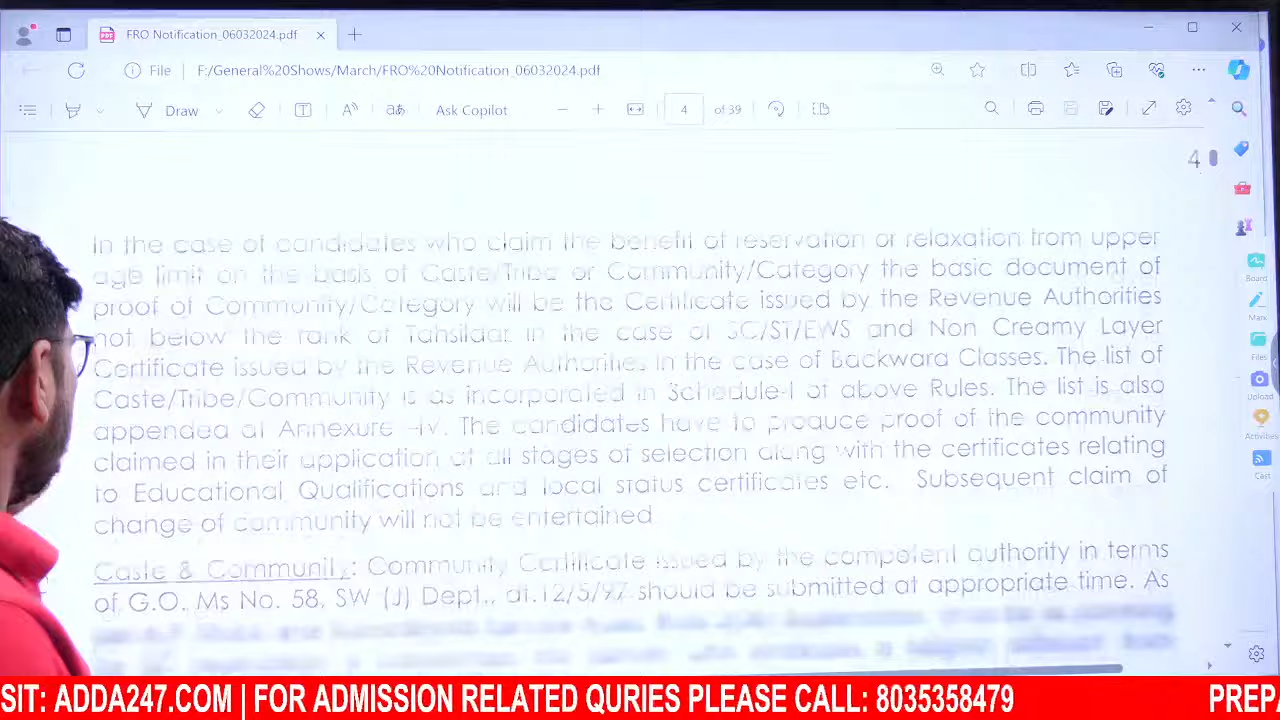 FRO Notification_06032024.pdf
File F:/General%20Shows/March/FRO%20Notification_06032024.pdf
Draw
Ask Copilot
4 of 39
4
In the case of candidates who claim the benefit of reservation or relaxation from upper
age limit on the basis of Caste/Tribe or Community/Category the basic document of
proof of Community/Category will be the Certificate issued by the Revenue Authorities
not below the rank of Tahsildar in the case of SC/ST/EWS and Non Creamy Layer
Certificate issued by the Revenue Authorities in the case of Backward Classes. The list of
Caste/Tribe/Community is as incorporated in Schedule-I of above Rules. The list is also
appended at Annexure -IV. The candidates have to produce proof of the community
claimed in their application at all stages of selection along with the certificates relating
to Educational Qualifications and local status certificates etc. Subsequent claim of
change of community will not be entertained
Caste & Community: Community Certificate issued by the competent authority in terms
of G.O. Ms No. 58, SW (J) Dept., dt.12/5/97 should be submitted at appropriate time. As
Board
Mark
Files
Upload
Activities
Cast
SIT: ADDA247.COM | FOR ADMISSION RELATED QURIES PLEASE CALL: 8035358479 PREPA